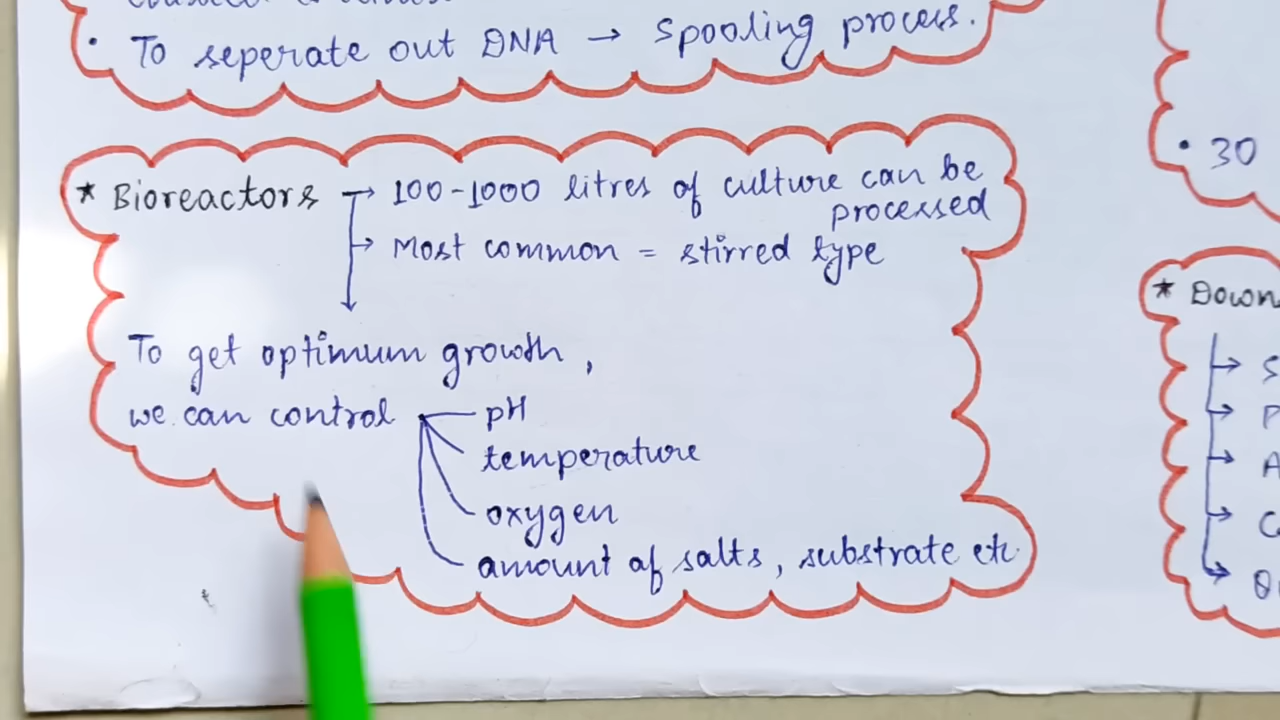 • To seperate out DNA → Spooling process.
* Bioreactors → 100-1000 litres of culture can be
processed
→ Most common = stirred type
To get optimum growth,
we can control pH
temperature
oxygen
amount of salts, substrate etc
• 30
* Down